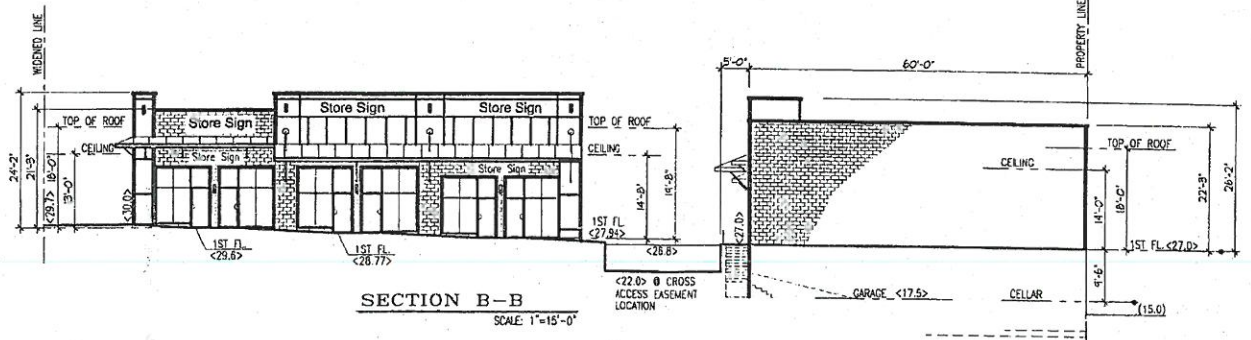 WIDENED LINE
PROPERTY LINE
5'-0"
60'-0"
Store Sign
Store Sign
Store Sign
TOP OF ROOF
TOP OF ROOF
TOP OF ROOF
CEILING
CEILING
CEILING
Store Sign
Store Sign
24'-2"
21'-9"
<29.75>
18'-0"
13'-0"
<30.0>
14'-8"
19'-8"
<27.0>
14'-0"
18'-0"
22'-9"
26'-2"
1ST FL.
<27.94>
<26.8>
1ST FL. <27.0>
1ST FL.
<29.6>
1ST FL.
<28.77>
<22.0> @ CROSS
ACCESS EASEMENT
LOCATION
GARAGE <17.5>
CELLAR
9'-6"
(15.0)
SECTION B-B
SCALE: 1"=15'-0"